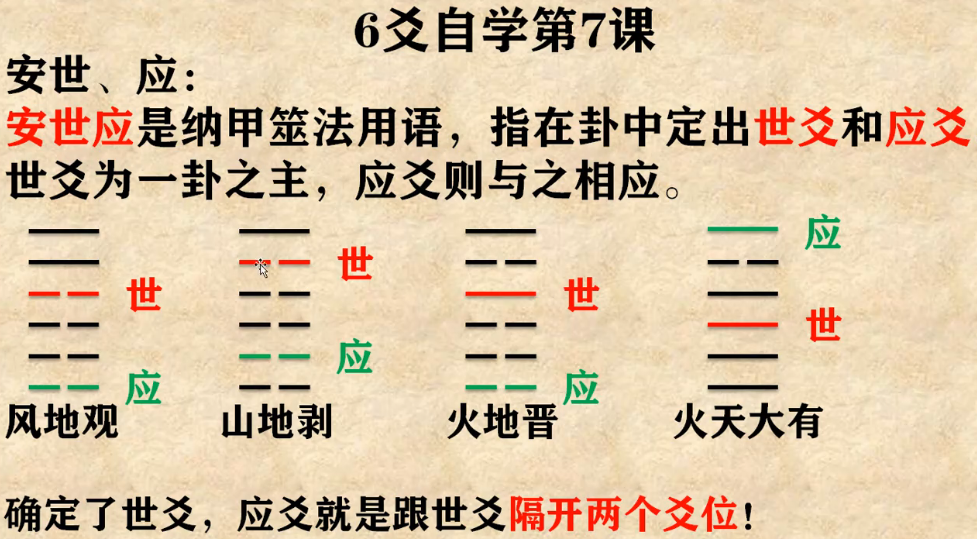 6爻自学第7课
安世、应：
安世应是纳甲筮法用语，指在卦中定出世爻和应爻
世爻为一卦之主，应爻则与之相应。
应
世
世
世
世
应
应
应
风地观 山地剥 火地晋 火天大有
确定了世爻，应爻就是跟世爻隔开两个爻位！